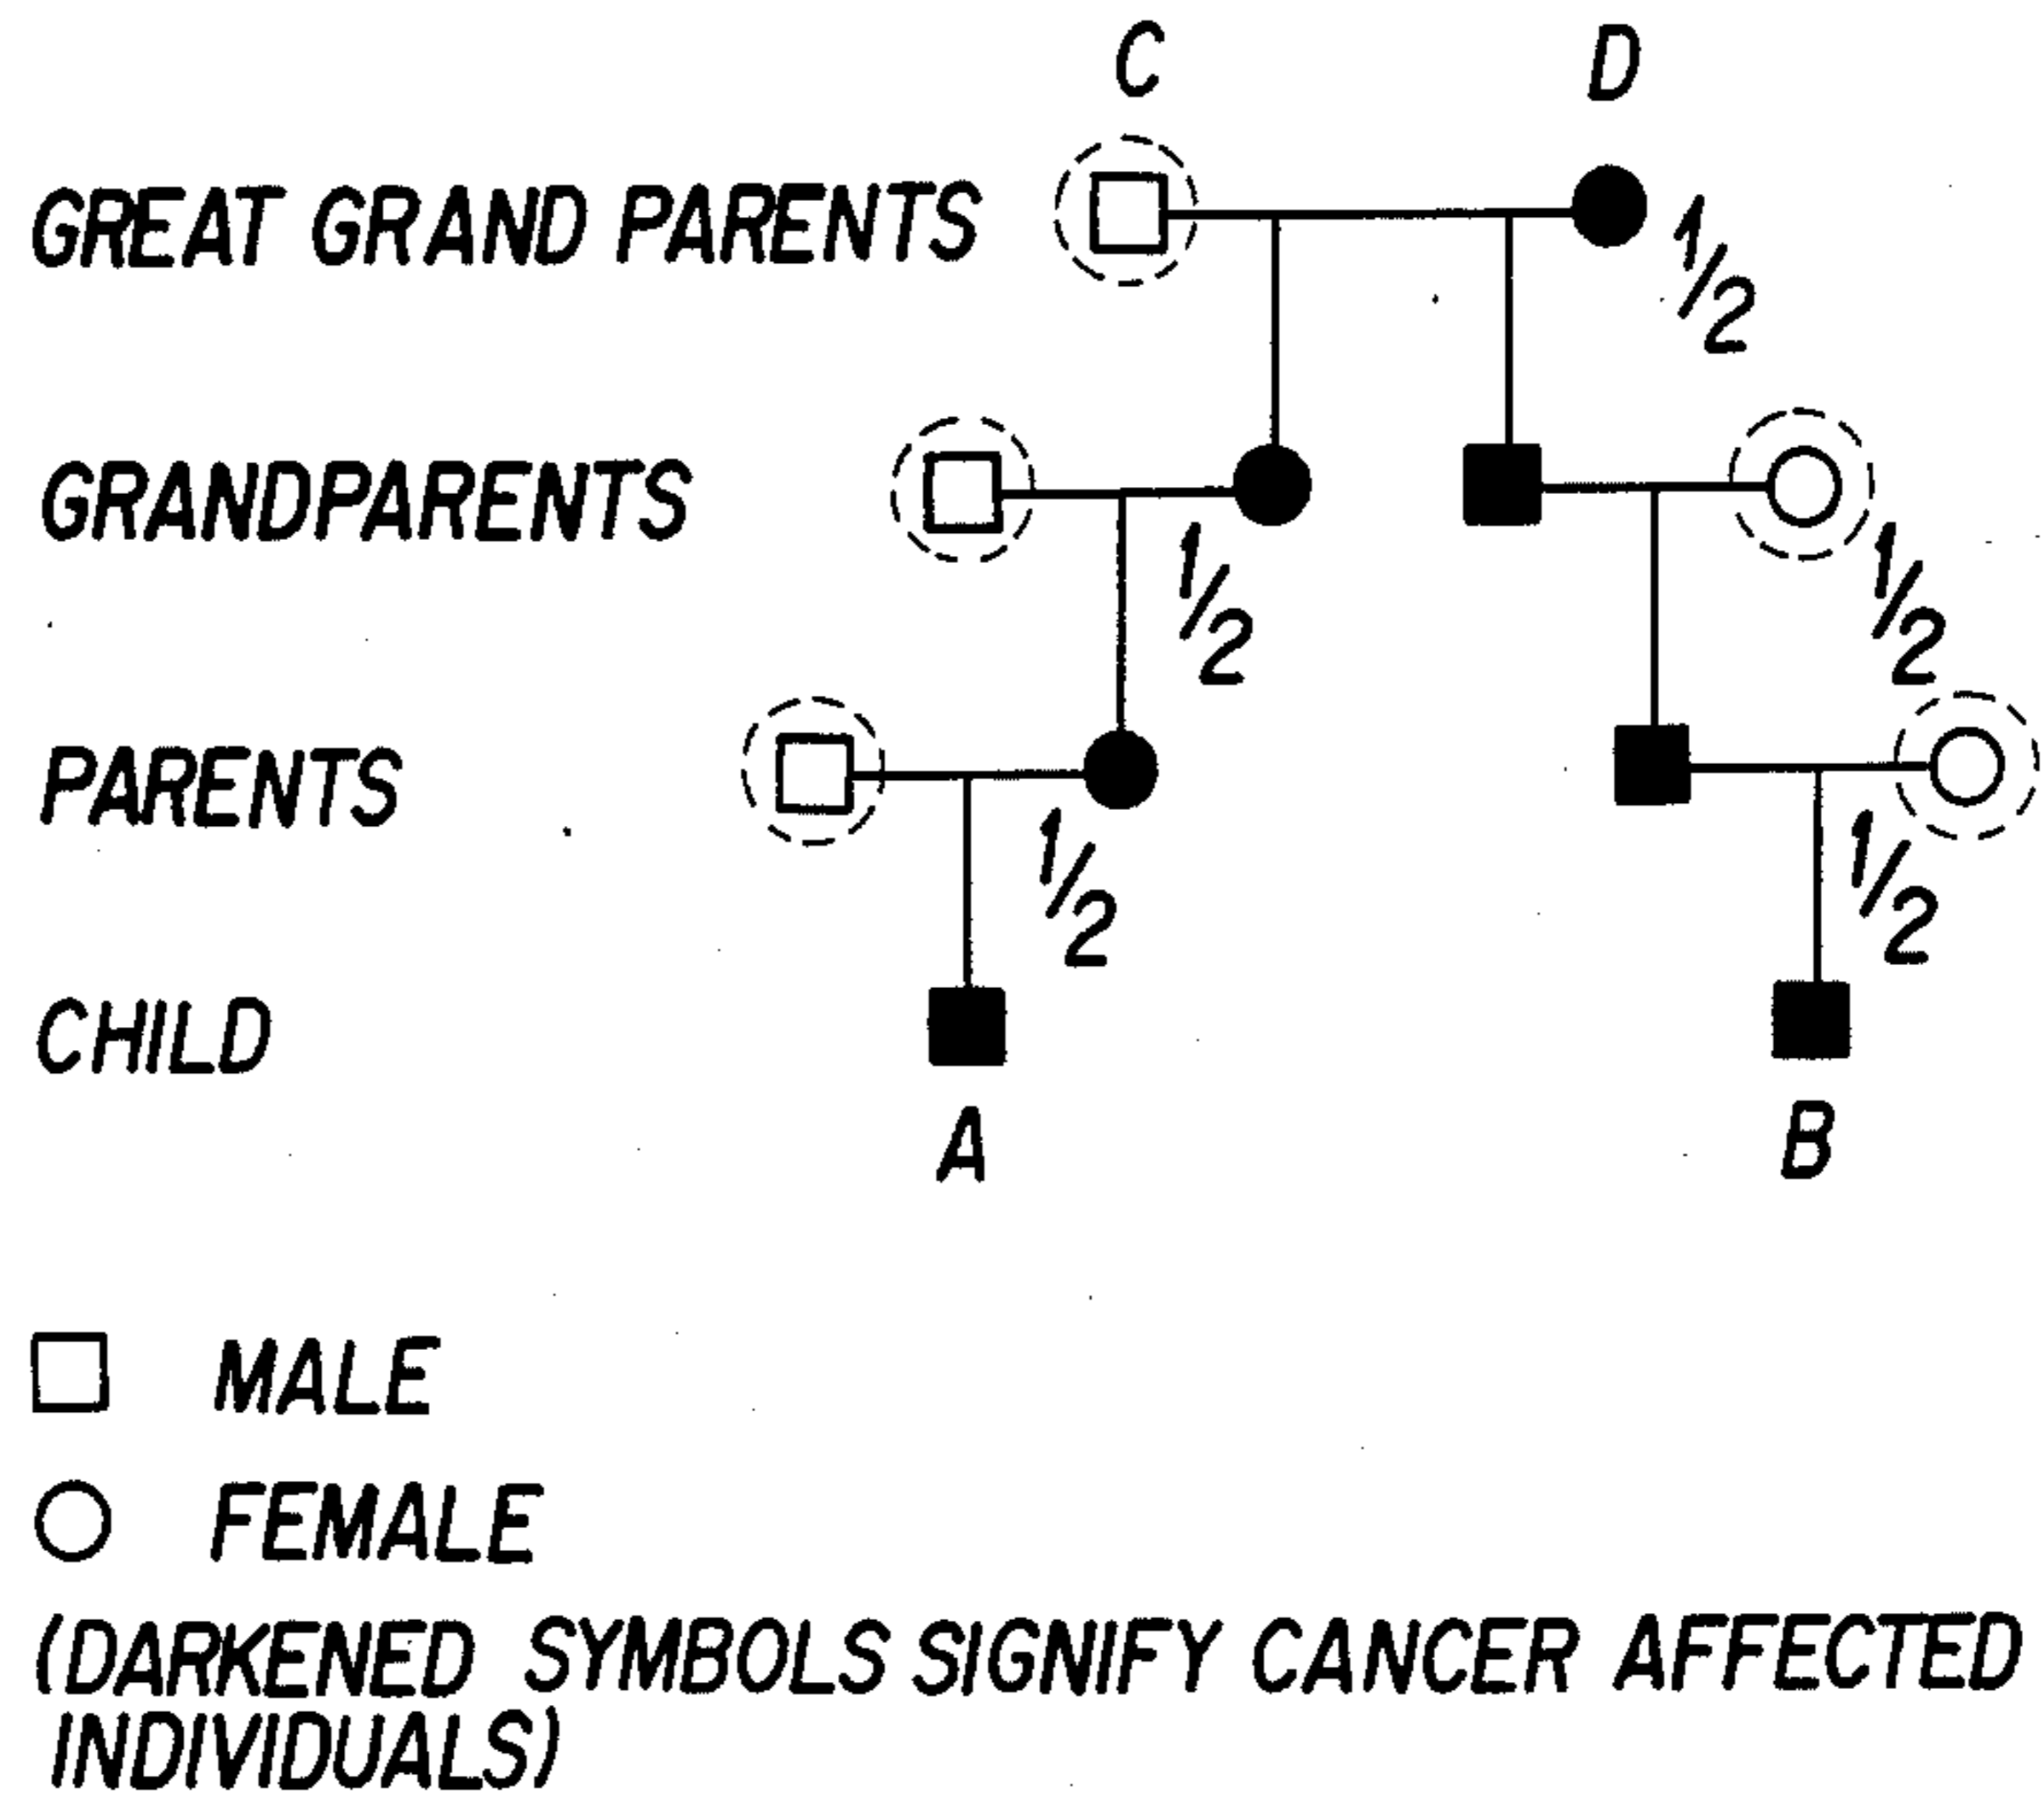 C D
GREAT GRAND PARENTS
1/2
GRANDPARENTS
1/2 1/2
PARENTS
1/2 1/2
CHILD
A B
MALE
FEMALE
(DARKENED SYMBOLS SIGNIFY CANCER AFFECTED
INDIVIDUALS)